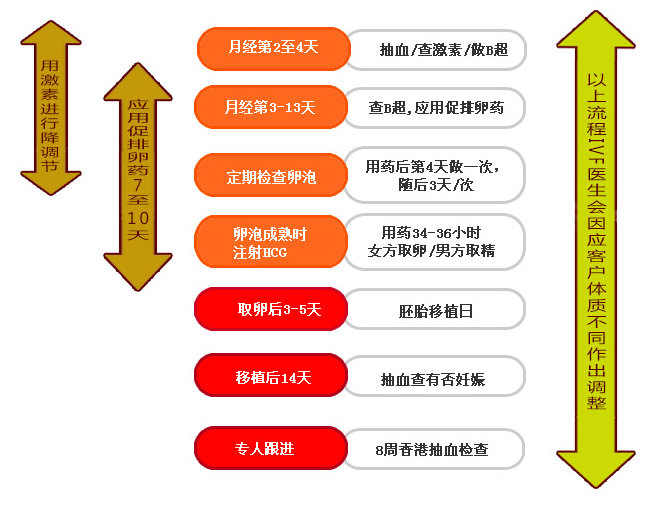 用激素进行降调节
应用促排卵药7至10天
月经第2至4天
抽血/查激素/做B超
月经第3-13天
查B超,应用促排卵药
定期检查卵泡
用药后第4天做一次，
随后3天/次
卵泡成熟时
注射HCG
用药34-36小时
女方取卵/男方取精
取卵后3-5天
胚胎移植日
移植后14天
抽血查有否妊娠
专人跟进
8周香港抽血检查
以上流程IVF医生会因应客户体质不同作出调整